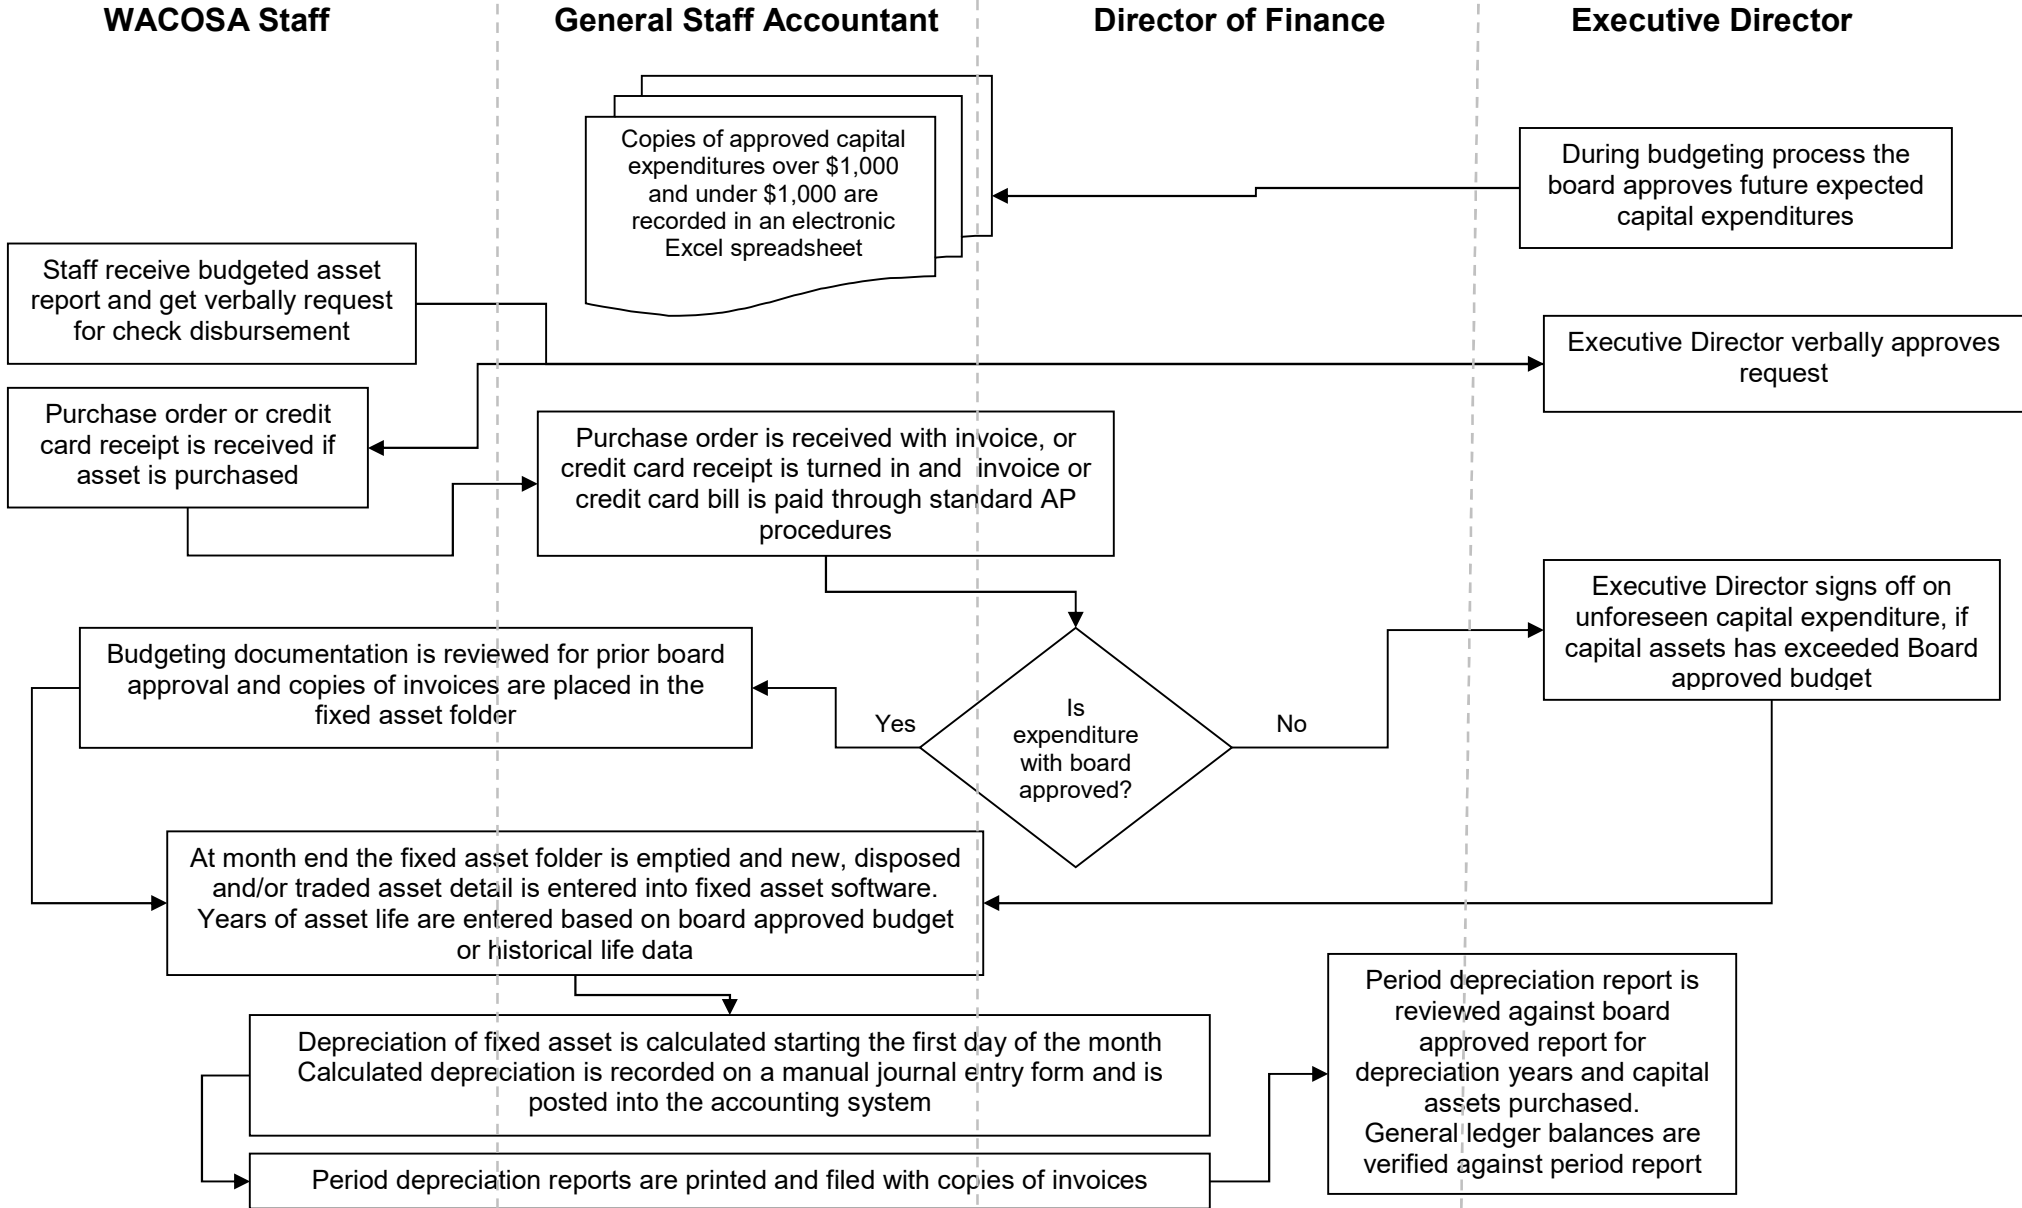 WACOSA Staff
General Staff Accountant
Director of Finance
Executive Director
Copies of approved capital
expenditures over $1,000
and under $1,000 are
recorded in an electronic
Excel spreadsheet
During budgeting process the
board approves future expected
capital expenditures
Staff receive budgeted asset
report and get verbally request
for check disbursement
Executive Director verbally approves
request
Purchase order or credit
card receipt is received if
asset is purchased
Purchase order is received with invoice, or
credit card receipt is turned in and  invoice or
credit card bill is paid through standard AP
procedures
Executive Director signs off on
unforeseen capital expenditure, if
capital assets has exceeded Board
approved budget
Budgeting documentation is reviewed for prior board
approval and copies of invoices are placed in the
fixed asset folder
Yes
Is
expenditure
with board
approved?
No
At month end the fixed asset folder is emptied and new, disposed
and/or traded asset detail is entered into fixed asset software.
Years of asset life are entered based on board approved budget
or historical life data
Depreciation of fixed asset is calculated starting the first day of the month
Calculated depreciation is recorded on a manual journal entry form and is
posted into the accounting system
Period depreciation reports are printed and filed with copies of invoices
Period depreciation report is
reviewed against board
approved report for
depreciation years and capital
assets purchased.
General ledger balances are
verified against period report